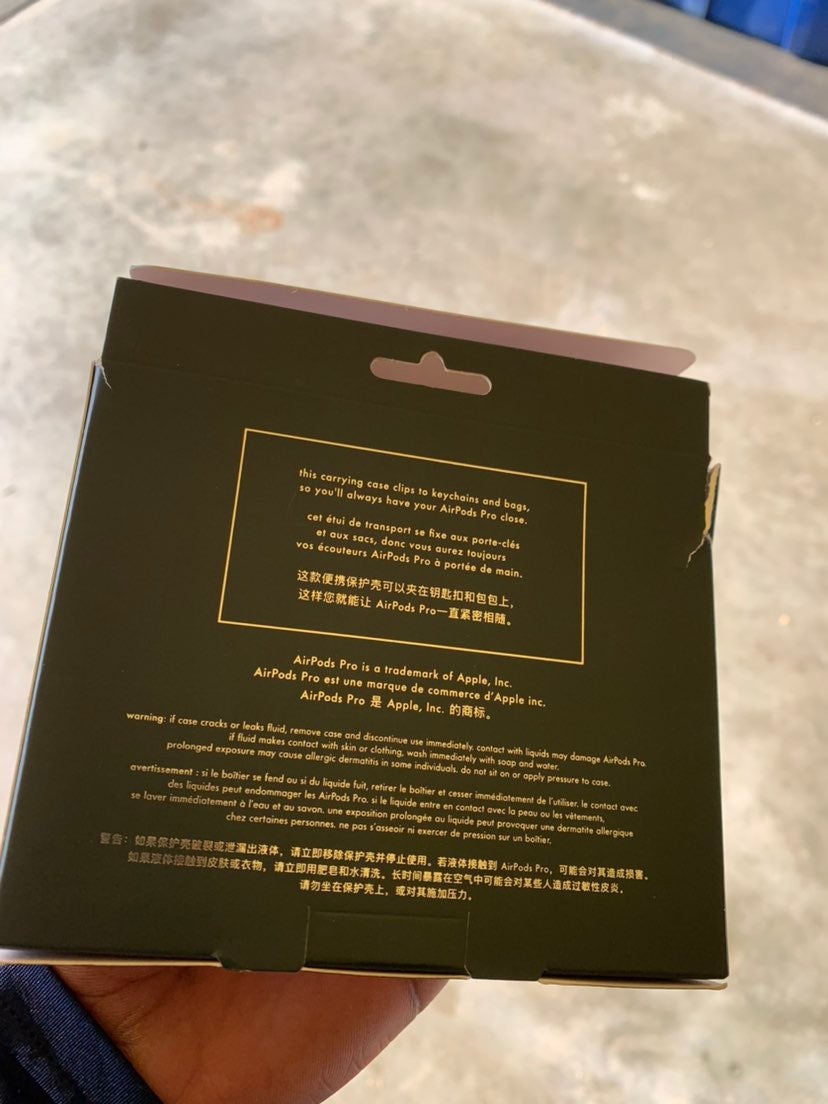 this carrying case clips to keychains and bags,
so you'll always have your AirPods Pro close.
cet étui de transport se fixe aux porte-clés
et aux sacs, donc vous aurez toujours
vos écouteurs AirPods Pro à portée de main.
这款便携保护壳可以夹在钥匙扣和包包上，
这样您就能让 AirPods Pro一直紧密相随。
AirPods Pro is a trademark of Apple, Inc.
AirPods Pro est une marque de commerce d'Apple inc.
AirPods Pro 是 Apple, Inc. 的商标。
warning: if case cracks or leaks fluid, remove case and discontinue use immediately. contact with liquids may damage AirPods Pro.
if fluid makes contact with skin or clothing, wash immediately with soap and water.
prolonged exposure may cause allergic dermatitis in some individuals. do not sit on or apply pressure to case.
avertissement : si le boîtier se fend ou si du liquide fuit, retirer le boîtier et cesser immédiatement de l'utiliser. le contact avec
des liquides peut endommager les AirPods Pro. si le liquide entre en contact avec la peau ou les vêtements,
se laver immédiatement à l'eau et au savon. une exposition prolongée au liquide peut provoquer une dermatite allergique
chez certaines personnes. ne pas s'asseoir ni exercer de pression sur un boîtier.
警告：如果保护壳破裂或泄漏出液体，请立即移除保护壳并停止使用。若液体接触到 AirPods Pro，可能会对其造成损害。
如果液体接触到皮肤或衣物，请立即用肥皂和水清洗。长时间暴露在空气中可能会对某些人造成过敏性皮炎。
请勿坐在保护壳上，或对其施加压力。